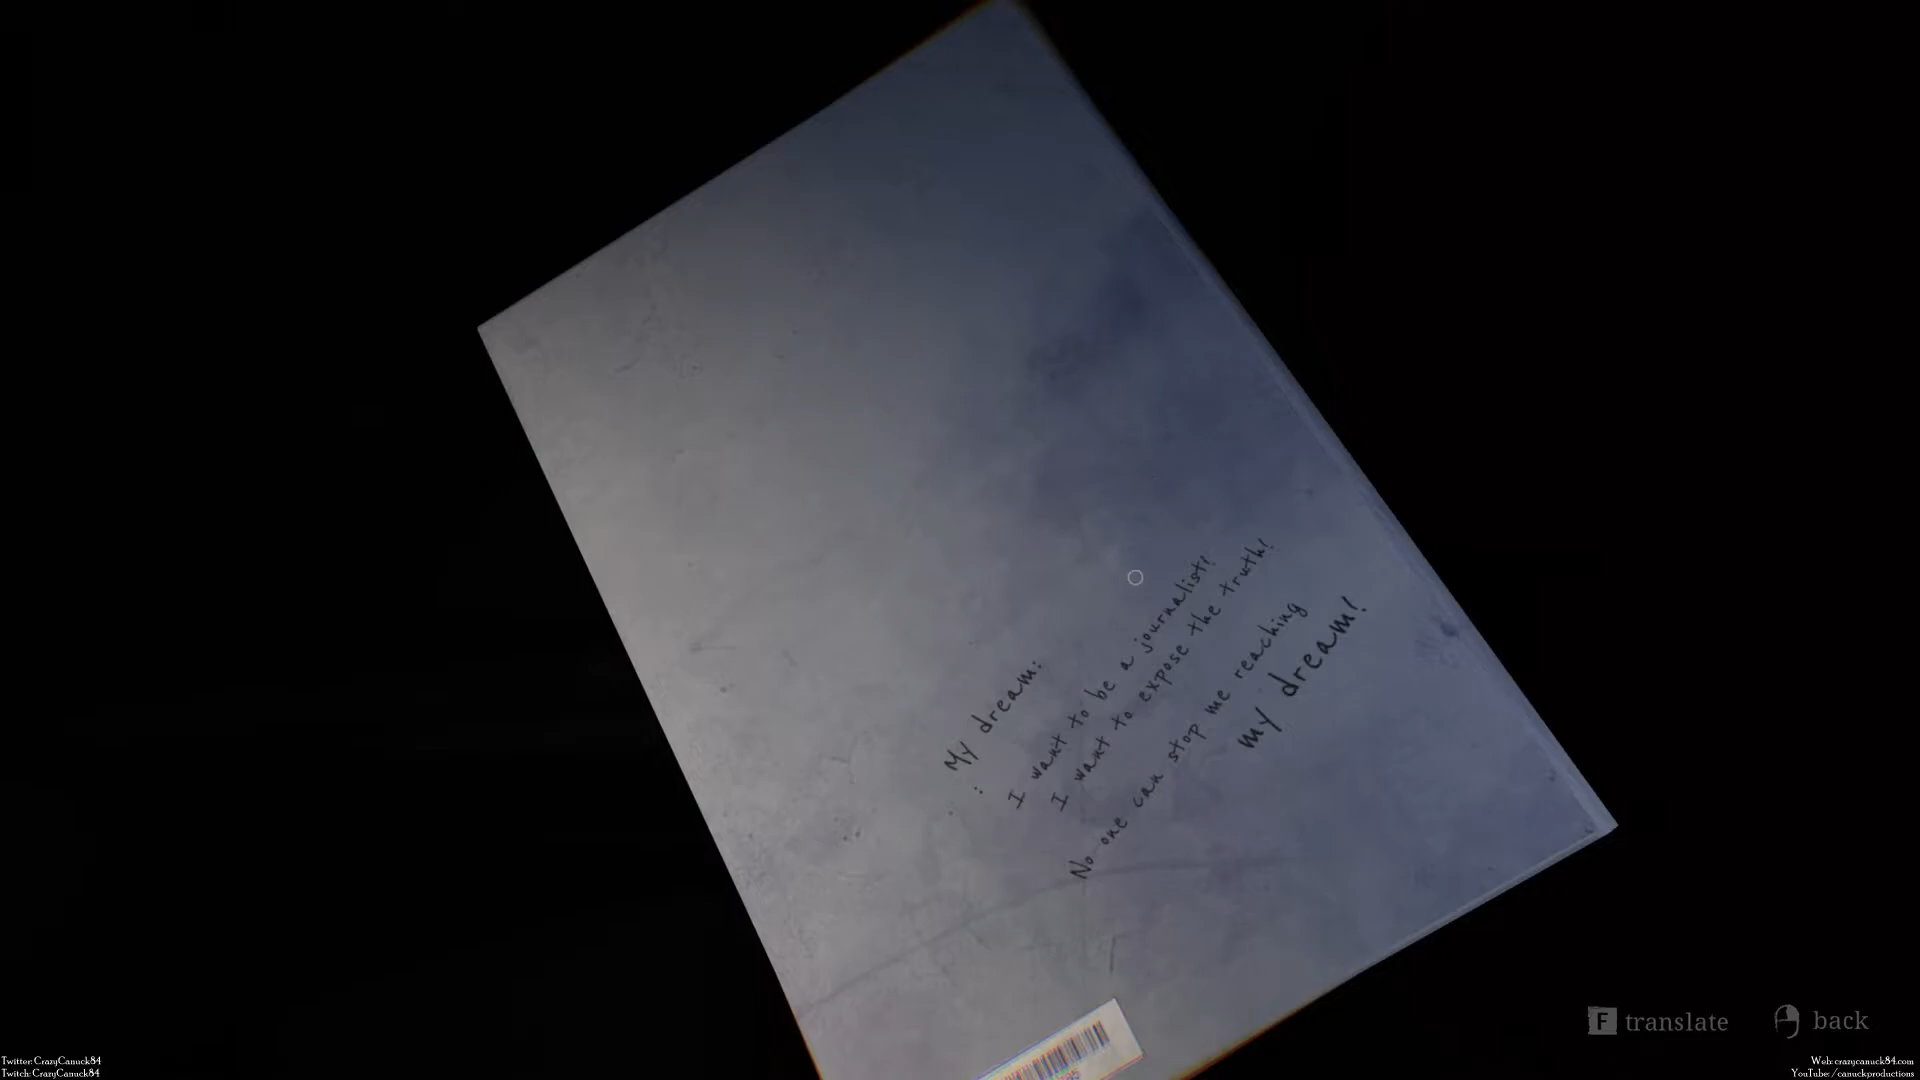 My dream:
:
I want to be a journalist!
I want to expose the truth!
No one can stop me reaching
my dream!
F translate
back
Twitter: CrazyCanuck84
Twitch: CrazyCanuck84
Web: crazycanuck84.com
YouTube: /canuckproductions